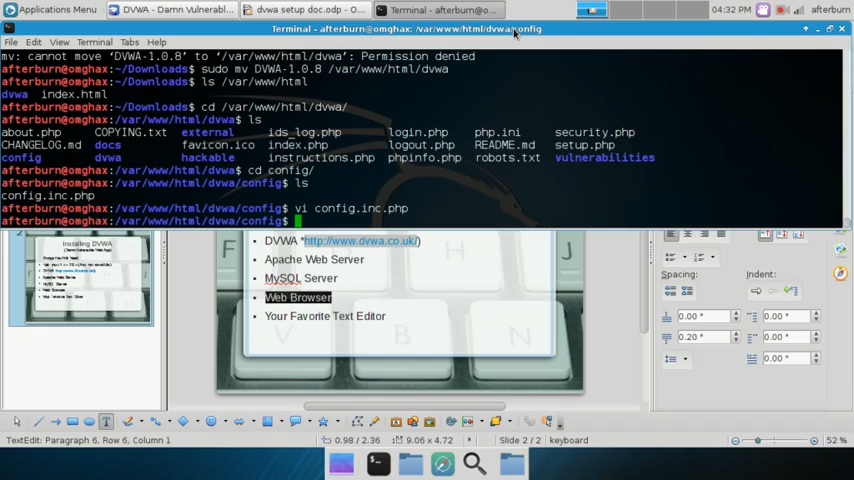 DVWA - Damn Vulnerabl...
dvwa setup doc.odp - ...
Terminal - afterburn@o...
04:32 PM
afterburn
Terminal - afterburn@omghax: /var/www/html/dvwa/config
File Edit View Terminal Tabs Help
mv: cannot move ‘DVWA-1.0.8’ to ‘/var/www/html/dvwa’: Permission denied
afterburn@omghax:~/Downloads$ sudo mv DVWA-1.0.8 /var/www/html/dvwa
afterburn@omghax:~/Downloads$ ls /var/www/html
dvwa index.html
afterburn@omghax:~/Downloads$ cd /var/www/html/dvwa/
afterburn@omghax:/var/www/html/dvwa$ ls
about.php COPYING.txt external ids_log.php login.php php.ini security.php
CHANGELOG.md docs favicon.ico index.php logout.php README.md setup.php
config dvwa hackable instructions.php phpinfo.php robots.txt vulnerabilities
afterburn@omghax:/var/www/html/dvwa$ cd config/
afterburn@omghax:/var/www/html/dvwa/config$ ls
config.inc.php
afterburn@omghax:/var/www/html/dvwa/config$ vi config.inc.php
afterburn@omghax:/var/www/html/dvwa/config$
Installing DVWA
• DVWA *http://www.dvwa.co.uk/)
• Apache Web Server
• MySQL Server
• Web Browser
• Your Favorite Text Editor
F
J
V
B
N
Spacing: Indent:
0.00 " 0.00 "
0.20 " 0.00 "
0.00 "
TextEdit: Paragraph 6, Row 6, Column 1
0.98 / 2.36
9.06 x 4.72
*
Slide 2 / 2
keyboard
52 %